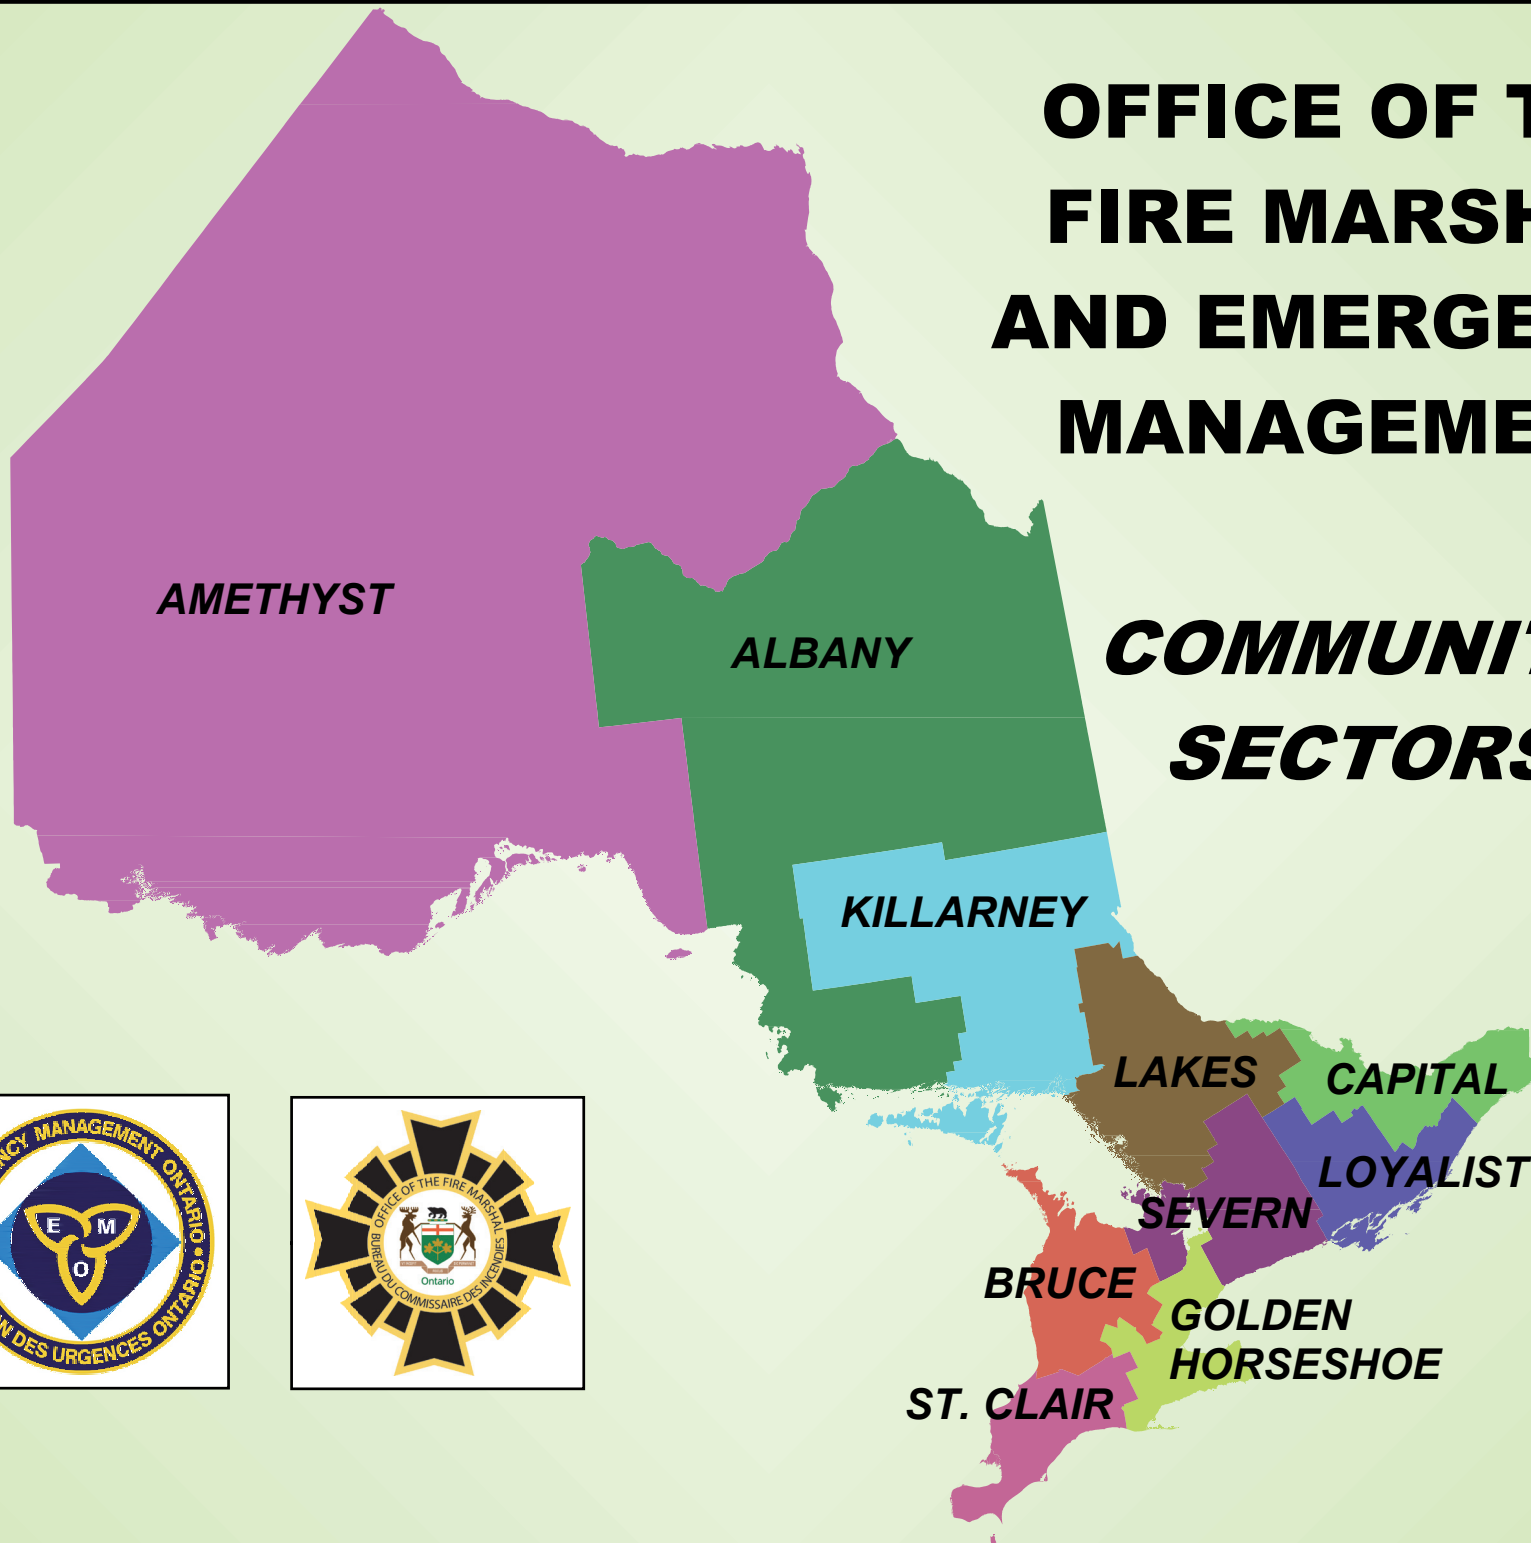 OFFICE OF T
FIRE MARSH
AND EMERGE
MANAGEME
COMMUNIT
SECTORS
AMETHYST
ALBANY
KILLARNEY
LAKES
CAPITAL
LOYALIST
SEVERN
BRUCE
GOLDEN
HORSESHOE
ST. CLAIR
NCY MANAGEMENT ONTARIO •
N DES URGENCES ONTARIO
E M
O
OFFICE OF THE FIRE MARSHAL
BUREAU DU COMMISSAIRE DES INCENDIES
Ontario